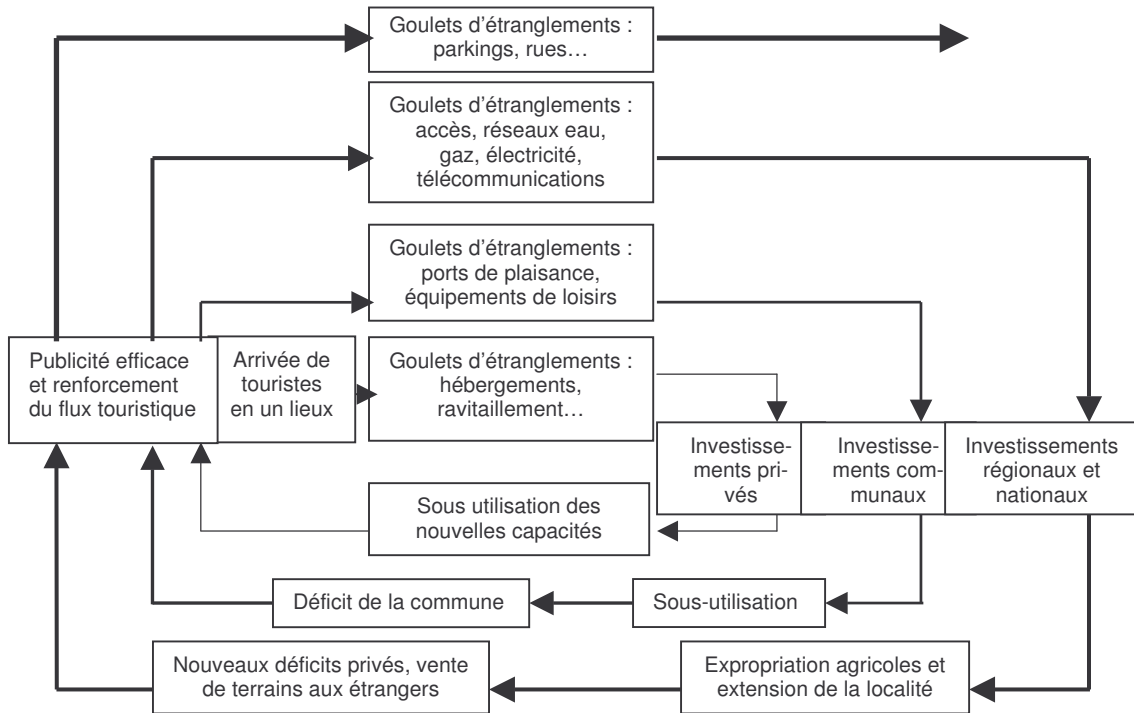 Goulets d'étranglements :
parkings, rues…
Goulets d'étranglements :
accès, réseaux eau,
gaz, électricité,
télécommunications
Goulets d'étranglements :
ports de plaisance,
équipements de loisirs
Publicité efficace
et renforcement
du flux touristique
Arrivée de
touristes
en un lieux
Goulets d'étranglements :
hébergements,
ravitaillement…
Investisse-
ments pri-
vés
Investisse-
ments com-
munaux
Investissements
régionaux et
nationaux
Sous utilisation des
nouvelles capacités
Déficit de la commune
Sous-utilisation
Nouveaux déficits privés, vente
de terrains aux étrangers
Expropriation agricoles et
extension de la localité